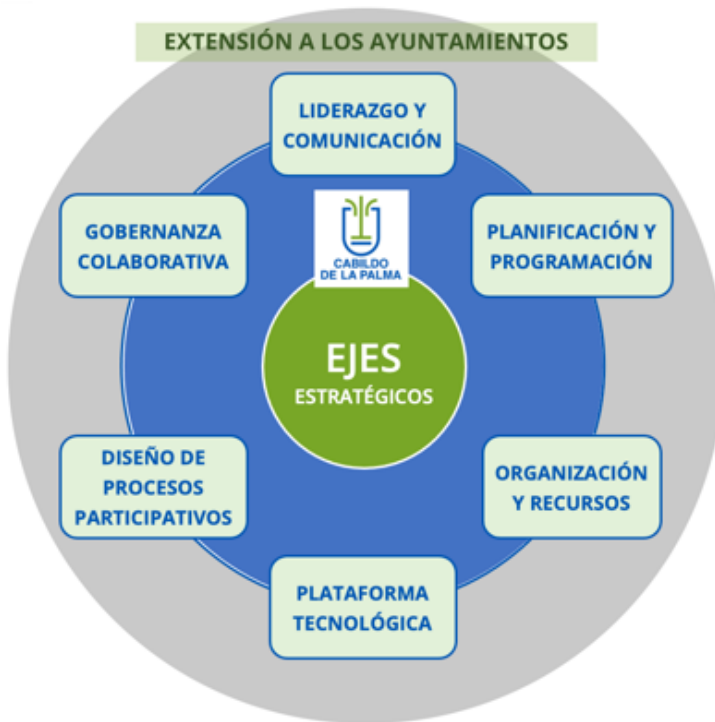 EXTENSIÓN A LOS AYUNTAMIENTOS
LIDERAZGO Y
COMUNICACIÓN
GOBERNANZA
COLABORATIVA
CABILDO
DE LA PALMA
PLANIFICACIÓN Y
PROGRAMACIÓN
EJES
ESTRATÉGICOS
DISEÑO DE
PROCESOS
PARTICIPATIVOS
ORGANIZACIÓN
Y RECURSOS
PLATAFORMA
TECNOLÓGICA